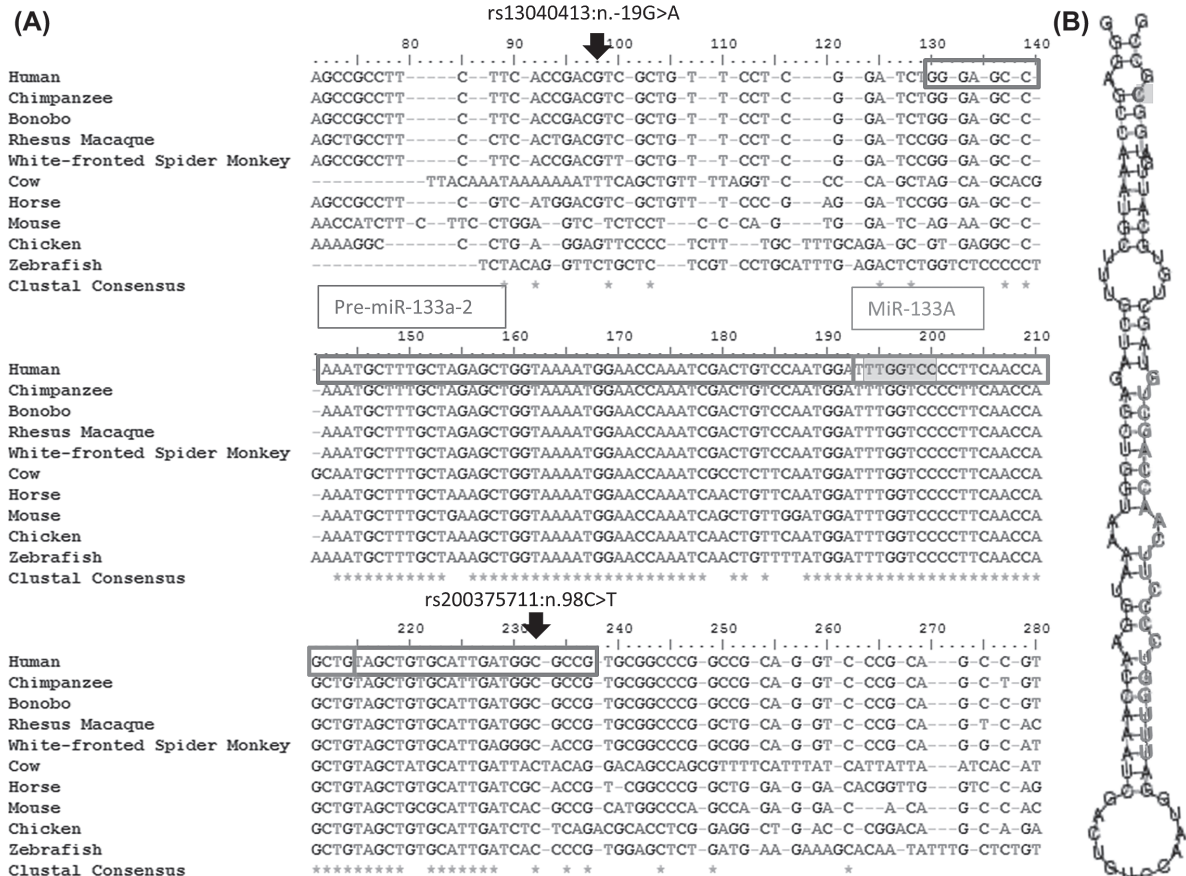 (A)
rs13040413:n.-19G>A
(B)
80 90 100 110 120 130 140
Human AGCCGCCTT-----C--TTC-ACCGACGTC-GCTG-T--T-CCT-C----G--GA-TCTGG-GA-GC-C-
Chimpanzee AGCCGCCTT-----C--TTC-ACCGACGTC-GCTG-T--T-CCT-C----G--GA-TCTGG-GA-GC-C-
Bonobo AGCCGCCTT-----C--TTC-ACCGACGTC-GCTG-T--T-CCT-C----G--GA-TCTGG-GA-GC-C-
Rhesus Macaque AGCTGCCTT-----C--CTC-ACTGACGTC-GCTG-T--T-CCT-C----G--GA-TCCGG-GA-GC-C-
White-fronted Spider Monkey AGCCGCCTT-----C--TTC-ACCGACGTT-GCTG-T--T-CCT-C----G--GA-TCCGG-GA-GC-C-
Cow -----------TTACAAATAAAAAAATTTCAGCTGTT-TTAGGT-C---CC--CA-GCTAG-CA-GCACG
Horse AGCCGCCTT-----C--GTC-ATGGACGTC-GCTGTT--T-CCC-G---AG--GA-TCCGG-GA-GC-C-
Mouse AACCATCTT-C--TTC-CTGGA--GTC-TCTCCT---C-C-CA-G----TG--GA-TC-AG-AA-GC-C-
Chicken AAAAGGC-------C-CTG-A--GGAGTTCCCC--TCTT---TGC-TTTGCAGA-GC-GT-GAGGC-C-
Zebrafish ----------------TCTACAG-GTTCTGCTC---TCGT-CCTGCATTTG-AGACTCTGGTCTCCCCCT
Clustal Consensus * * * * * * * *
Pre-miR-133a-2
MiR-133A
150 160 170 180 190 200 210
Human -AAATGCTTTGCTAGAGCTGGTAAAATGGAACCAAATCGACTGTCCAATGGATTTGGTCCCCTTCAACCA
Chimpanzee -AAATGCTTTGCTAGAGCTGGTAAAATGGAACCAAATCGACTGTCCAATGGATTTGGTCCCCTTCAACCA
Bonobo -AAATGCTTTGCTAGAGCTGGTAAAATGGAACCAAATCGACTGTCCAATGGATTTGGTCCCCTTCAACCA
Rhesus Macaque -AAATGCTTTGCTAGAGCTGGTAAAATGGAACCAAATCGACTGTCCAATGGATTTGGTCCCCTTCAACCA
White-fronted Spider Monkey -AAATGCTTTGCTAGAGCTGGTAAAATGGAACCAAATCGACTGTCCAATGGATTTGGTCCCCTTCAACCA
Cow GCAATGCTTTGCTAGAGCTGGTAAAATGGAACCAAATCGCCTCTTCAATGGATTTGGTCCCCTTCAACCA
Horse -AAATGCTTTGCTAAAGCTGGTAAAATGGAACCAAATCAACTGTTCAATGGATTTGGTCCCCTTCAACCA
Mouse -AAATGCTTTGCTGAAGCTGGTAAAATGGAACCAAATCAGCTGTTGGATGGATTTGGTCCCCTTCAACCA
Chicken -AAATGCTTTGCTAAAGCTGGTAAAATGGAACCAAATCAACTGTTCAATGGATTTGGTCCCCTTCAACCA
Zebrafish AAAATGCTTTGCTAAAGCTGGTAAAATGGAACCAAATCAACTGTTTTATGGATTTGGTCCCCTTCAACCA
Clustal Consensus *********** *********************** ** * ***********************
rs200375711:n.98C>T
220 230 240 250 260 270 280
Human GCTGTAGCTGTGCATTGATGGC-GCCG-TGCGGCCCG-GCCG-CA-G-GT-C-CCG-CA---G-C-C-GT
Chimpanzee GCTGTAGCTGTGCATTGATGGC-GCCG-TGCGGCCCG-GCCG-CA-G-GT-C-CCG-CA---G-C-T-GT
Bonobo GCTGTAGCTGTGCATTGATGGC-GCCG-TGCGGCCCG-GCCG-CA-G-GT-C-CCG-CA---G-C-C-GT
Rhesus Macaque GCTGTAGCTGTGCATTGATGGC-GCCG-TGCGGCCCG-GCTG-CA-G-GT-C-CCG-CA---G-T-C-AC
White-fronted Spider Monkey GCTGTAGCTGTGCATTGAGGGC-ACCG-TGCGGCCCG-GCGG-CA-G-GT-C-CCG-CA---G-G-C-AT
Cow GCTGTAGCTATGCATTGATTACTACAG-GACAGCCAGCGTTTTCATTTAT-CATTATTA---ATCAC-AT
Horse GCTGTAGCTGTGCATTGATCGC-ACCG-T-CGGCCCG-GCTG-GA-G-GA-CACGGTTG---GTC-C-AG
Mouse GCTGTAGCTGCGCATTGATCAC-GCCG-CATGGCCCA-GCCAGA-G-GAC---ACA---G-C-C-AC
Chicken GCTGTAGCTGTGCATTGATCTC-TCAGACGCACCTCG-GAGG-CT-G-AC-C-CGGACA---G-C-A-GA
Zebrafish GCTGTAGCTGTGCATTGATCAC-CCCG-TGGAGCTCT-GATG-AA-GAAAGCACAA-TATTTG-CTCTGT
Clustal Consensus ********* ******* * * * * * *